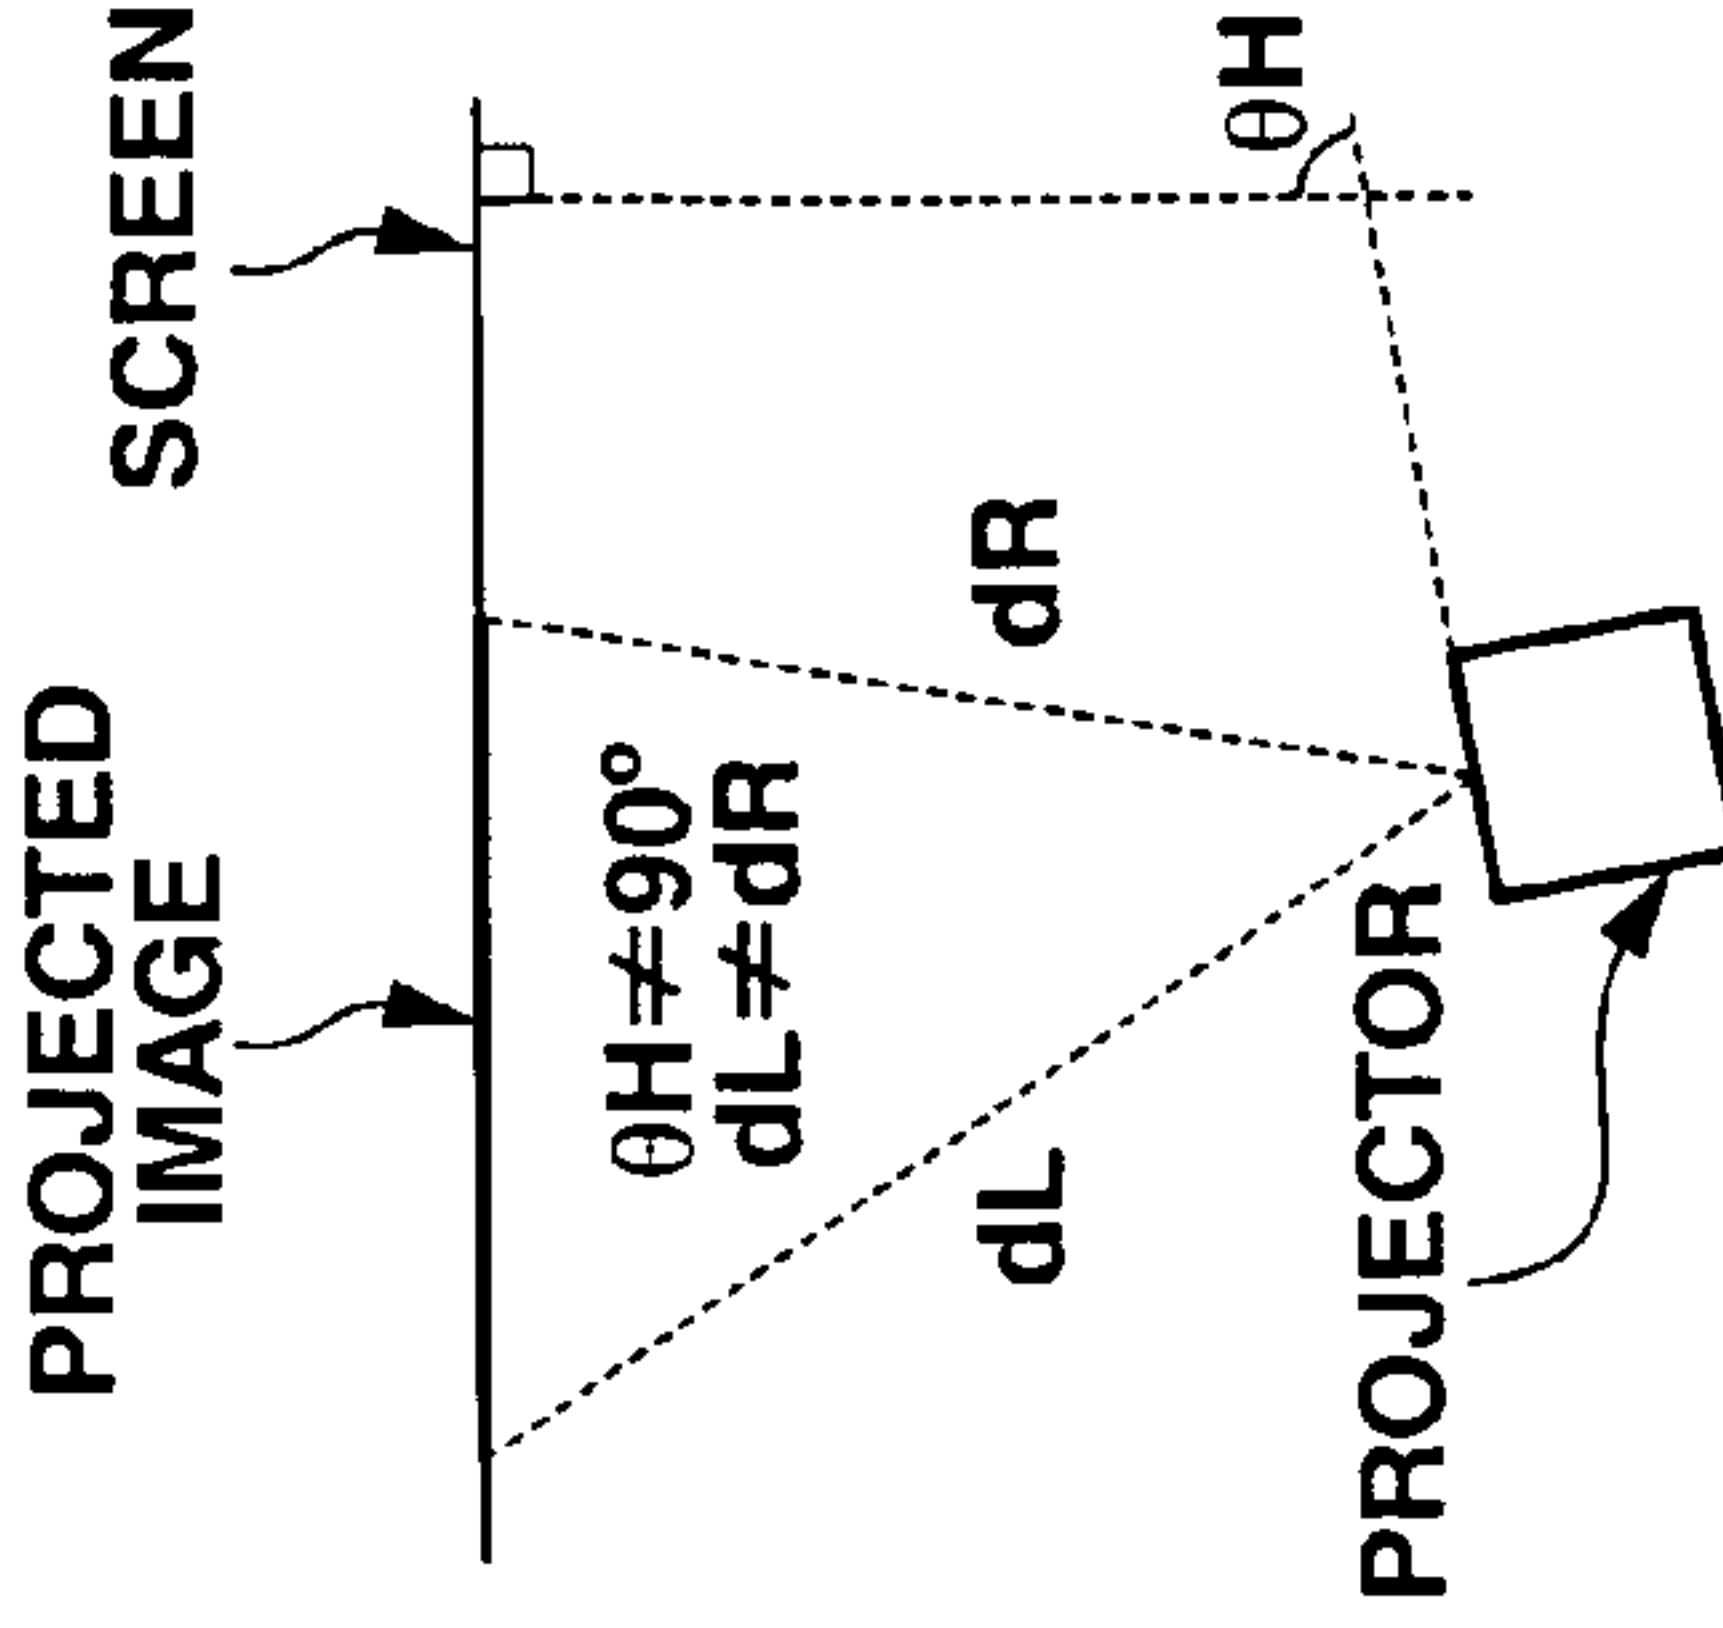 PROJECTED
IMAGE
SCREEN
θH≠90°
dL≠dR
dL
dR
θH
PROJECTOR